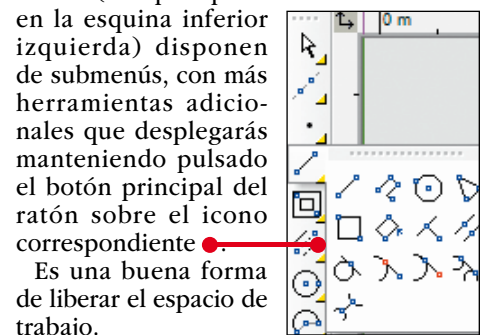 en la esquina inferior
izquierda) disponen
de submenús, con más
herramientas adicio-
nales que desplegarás
manteniendo pulsado
el botón principal del
ratón sobre el icono
correspondiente .
Es una buena forma
de liberar el espacio de
trabajo.
0 m